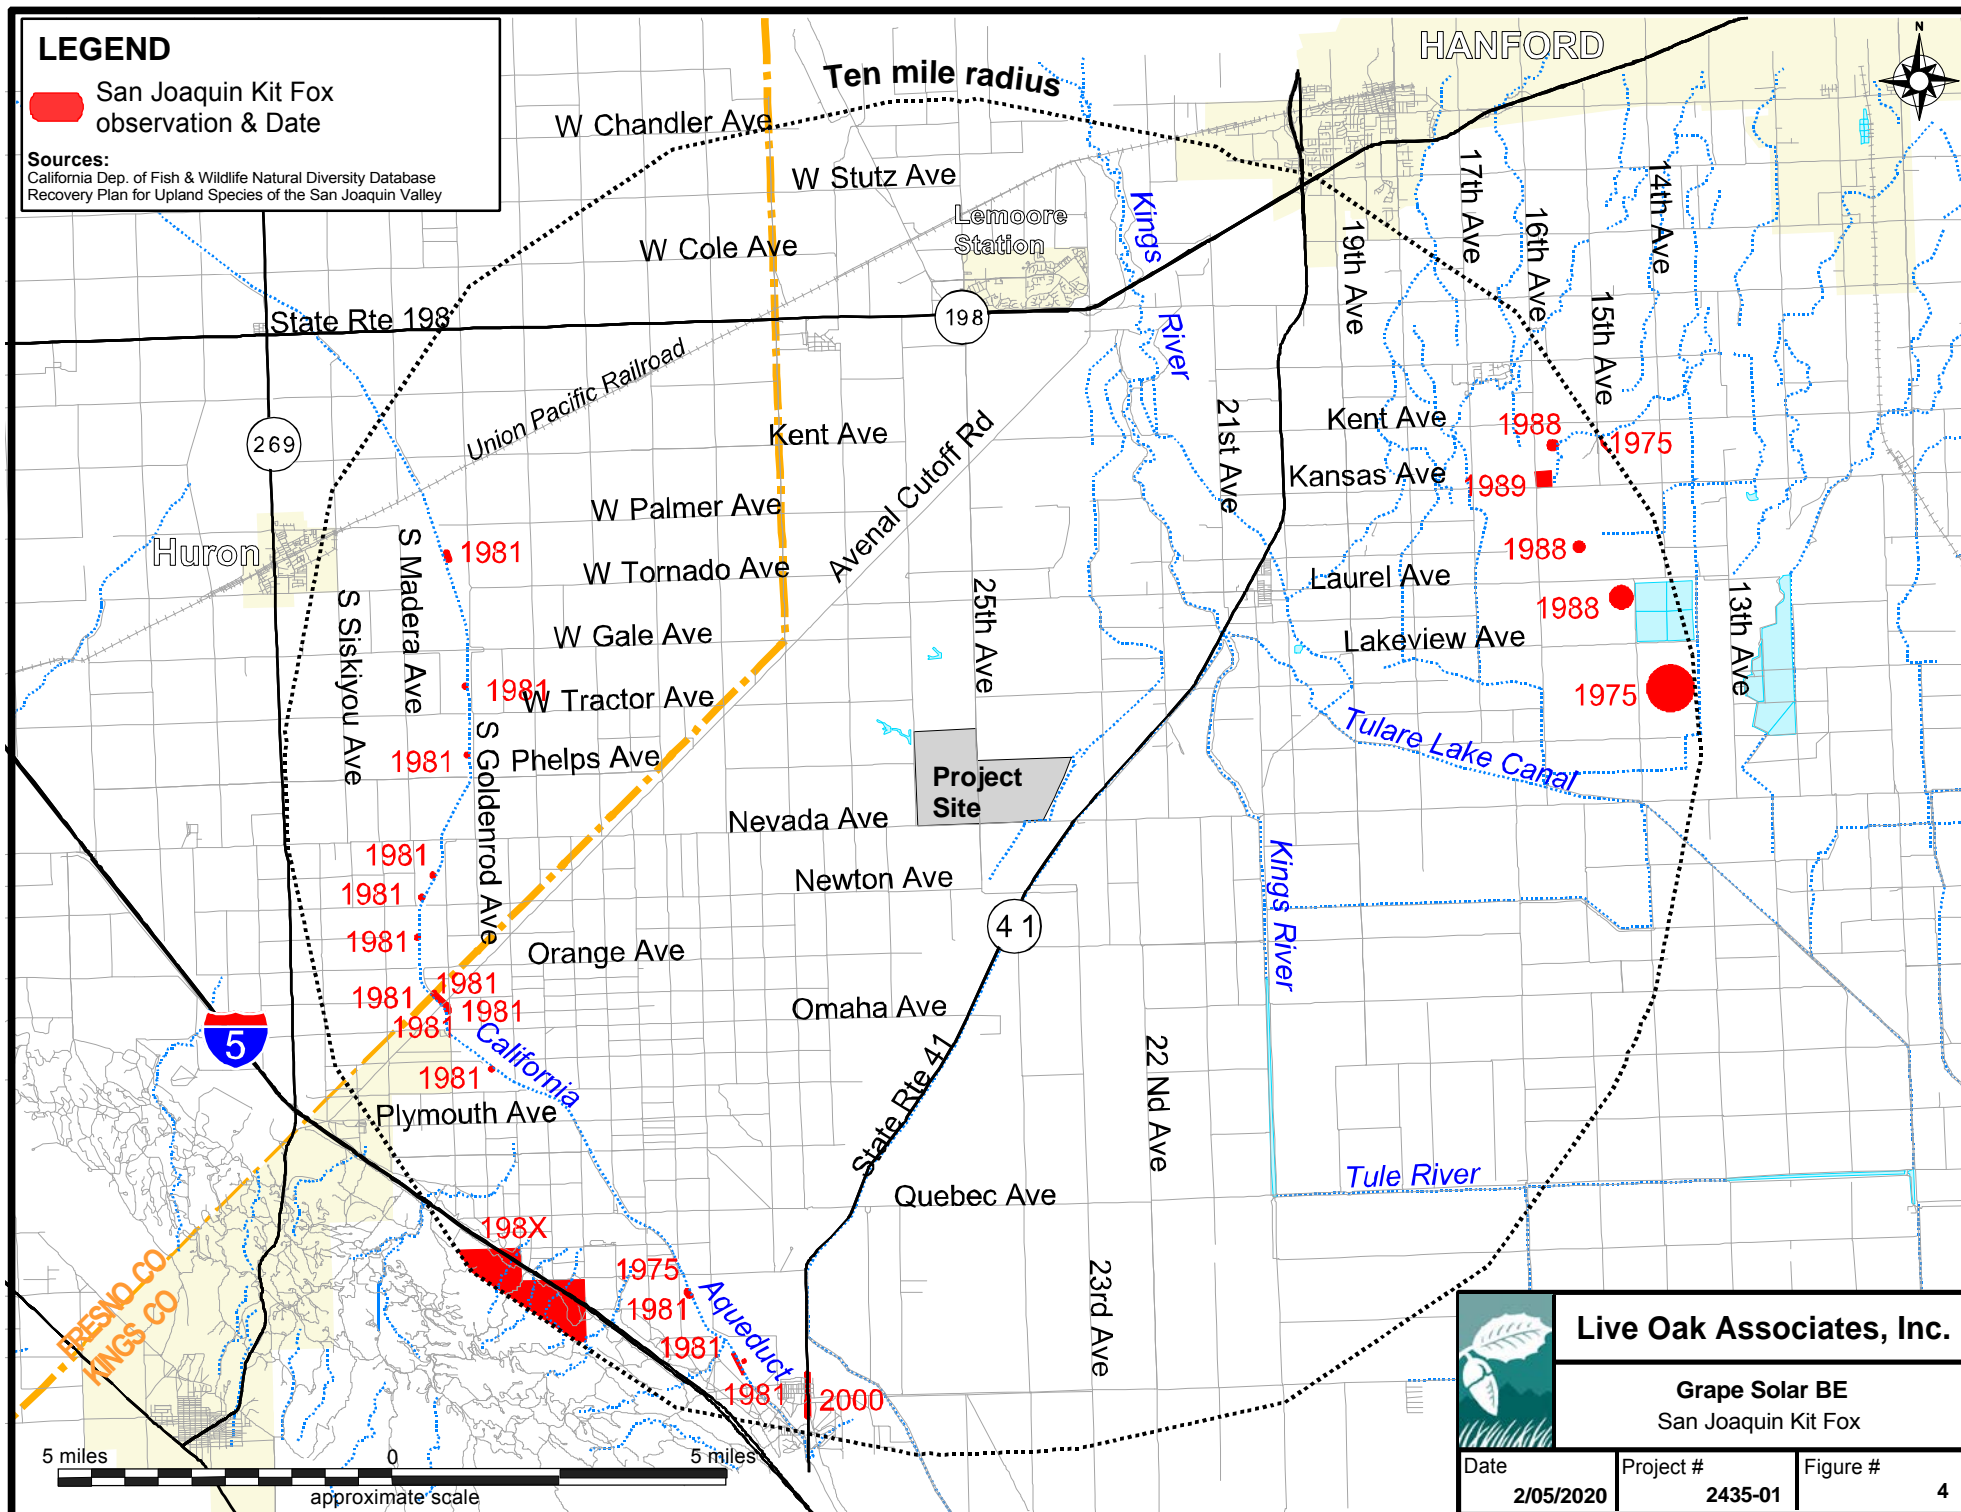 LEGEND
San Joaquin Kit Fox
observation & Date
Sources:
California Dep. of Fish & Wildlife Natural Diversity Database
Recovery Plan for Upland Species of the San Joaquin Valley
Ten mile radius
HANFORD
N
W Chandler Ave
W Stutz Ave
Lemoore
Station
W Cole Ave
Kings
River
17th Ave
14th Ave
16th Ave
19th Ave
15th Ave
State Rte 198
198
Union Pacific Railroad
269
Kent Ave
Avenal Cutoff Rd
21st Ave
Kent Ave
1988
1975
Kansas Ave
1989
W Palmer Ave
Huron
S Madera Ave
1981
W Tornado Ave
1988
Laurel Ave
1988
25th Ave
13th Ave
S Siskiyou Ave
W Gale Ave
Lakeview Ave
1981
W Tractor Ave
1975
Tulare Lake Canal
1981
S Goldenrod Ave
Phelps Ave
Project
Site
Nevada Ave
1981
1981
Newton Ave
Kings River
1981
Orange Ave
41
1981
1981
1981
1981
Omaha Ave
5
California
1981
Plymouth Ave
State Rte 41
22 Nd Ave
Quebec Ave
Tule River
198X
1975
1981
Aqueduct
1981
1981
2000
23rd Ave
FRESNO CO
KINGS CO
5 miles
0
5 miles
approximate scale
Live Oak Associates, Inc.
Grape Solar BE
San Joaquin Kit Fox
Date
2/05/2020
Project #
2435-01
Figure #
4